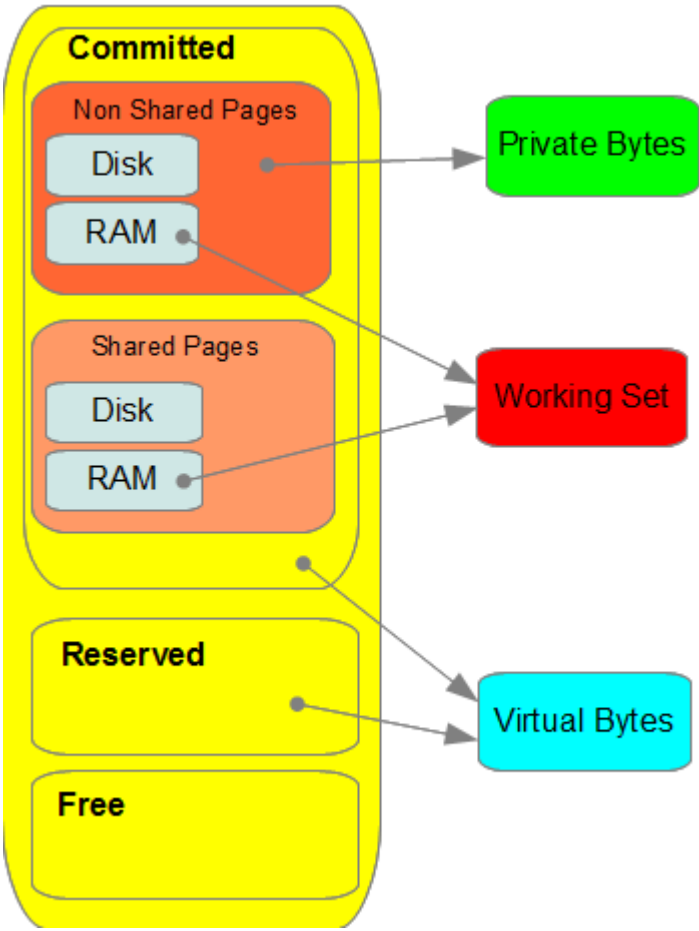 Committed
Non Shared Pages
Disk
RAM
Private Bytes
Shared Pages
Disk
RAM
Working Set
Reserved
Virtual Bytes
Free